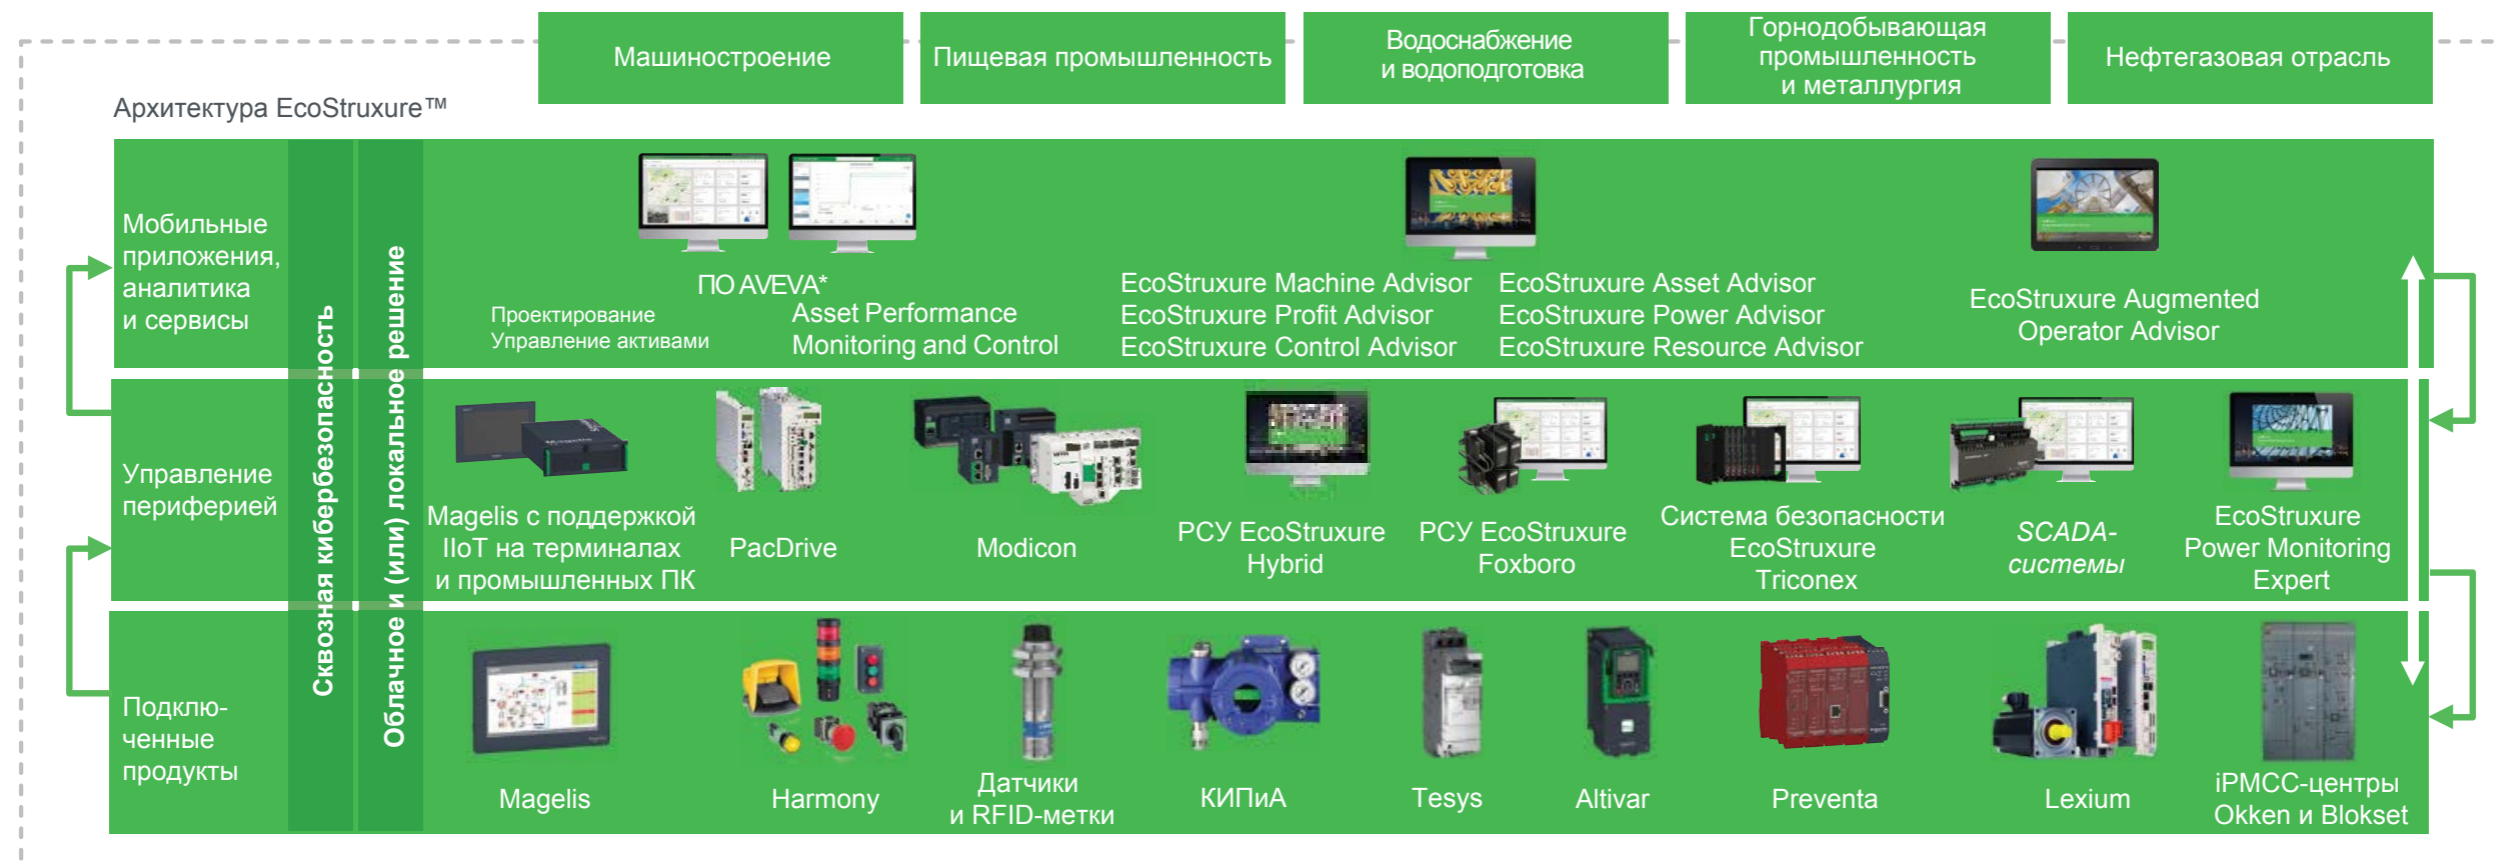 Машиностроение
Пищевая промышленность
Водоснабжение
и водоподготовка
Горнодобывающая
промышленность
и металлургия
Нефтегазовая отрасль
Архитектура EcoStruxure™
Мобильные
приложения,
аналитика
и сервисы
Сквозная кибербезопасность
Облачное и (или) локальное решение
ПО AVEVA*
Проектирование
Управление активами
Asset Performance
Monitoring and Control
EcoStruxure Machine Advisor
EcoStruxure Profit Advisor
EcoStruxure Control Advisor
EcoStruxure Asset Advisor
EcoStruxure Power Advisor
EcoStruxure Resource Advisor
EcoStruxure Augmented
Operator Advisor
Управление
периферией
Magelis с поддержкой
IIoT на терминалах
и промышленных ПК
PacDrive
Modicon
РСУ EcoStruxure
Hybrid
РСУ EcoStruxure
Foxboro
Система безопасности
EcoStruxure
Triconex
SCADA-
системы
EcoStruxure
Power Monitoring
Expert
Подклю-
ченные
продукты
Magelis
Harmony
Датчики
и RFID-метки
КИПиА
Tesys
Altivar
Preventa
Lexium
iPMCC-центры
Okken и Blokset